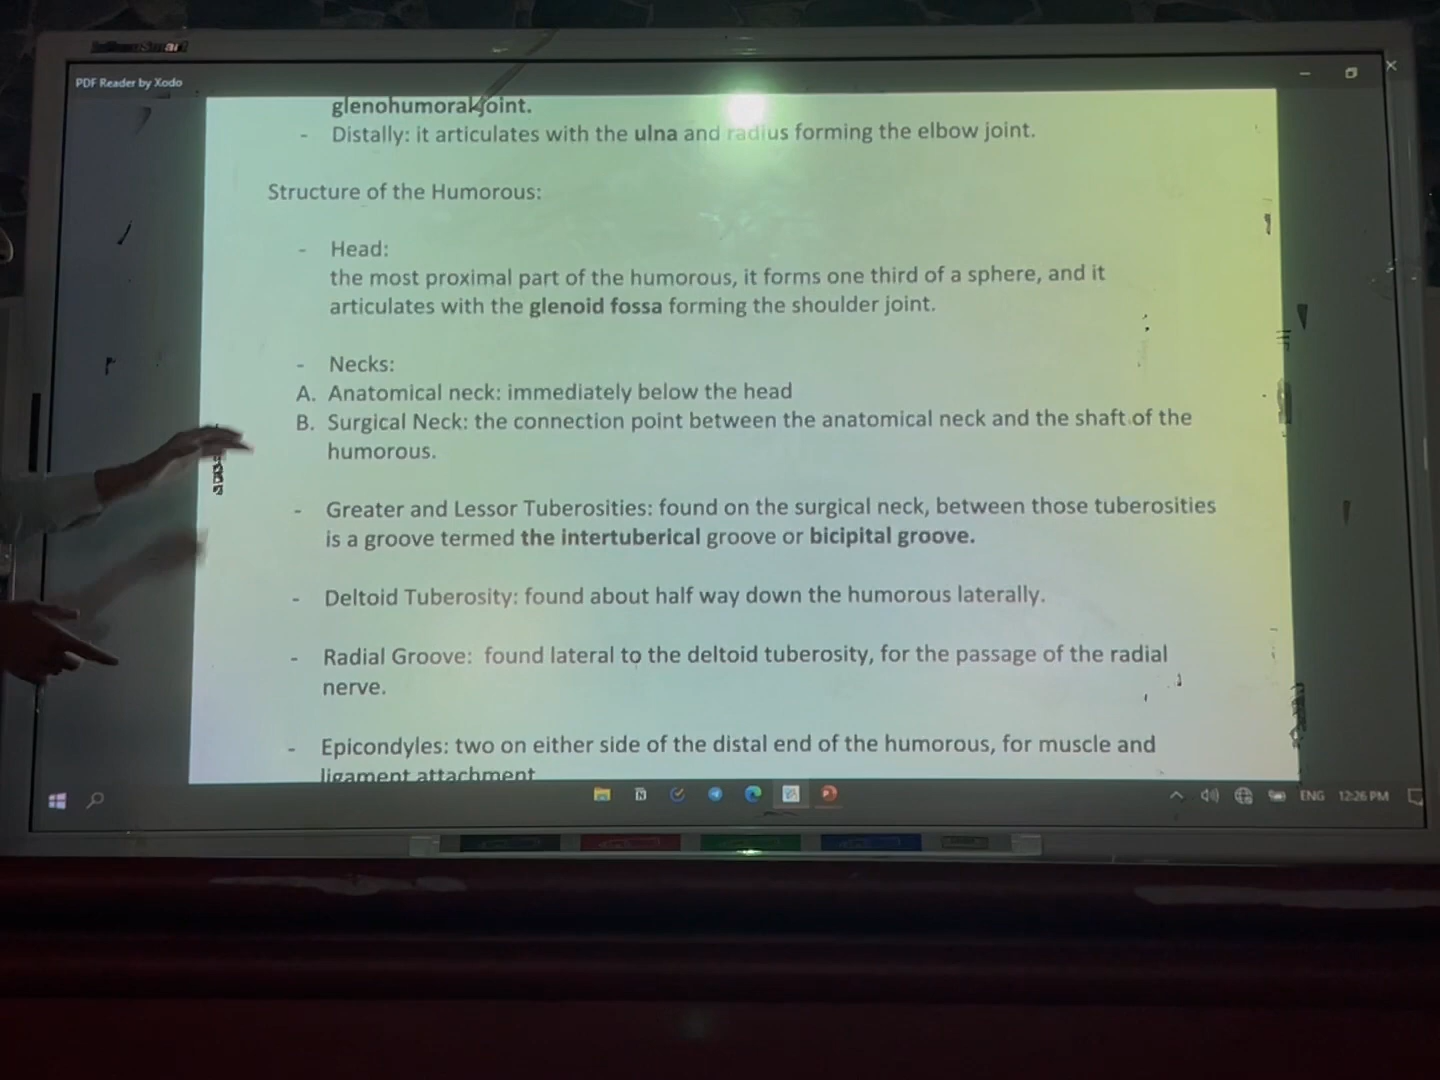 PDF Reader by Xodo
glenohumoral joint.
- Distally: it articulates with the ulna and radius forming the elbow joint.
Structure of the Humorous:
- Head:
the most proximal part of the humorous, it forms one third of a sphere, and it
articulates with the glenoid fossa forming the shoulder joint.
- Necks:
A. Anatomical neck: immediately below the head
B. Surgical Neck: the connection point between the anatomical neck and the shaft of the
humorous.
- Greater and Lessor Tuberosities: found on the surgical neck, between those tuberosities
is a groove termed the intertuberical groove or bicipital groove.
- Deltoid Tuberosity: found about half way down the humorous laterally.
- Radial Groove: found lateral to the deltoid tuberosity, for the passage of the radial
nerve.
- Epicondyles: two on either side of the distal end of the humorous, for muscle and
ligament attachment
ENG 12:26 PM